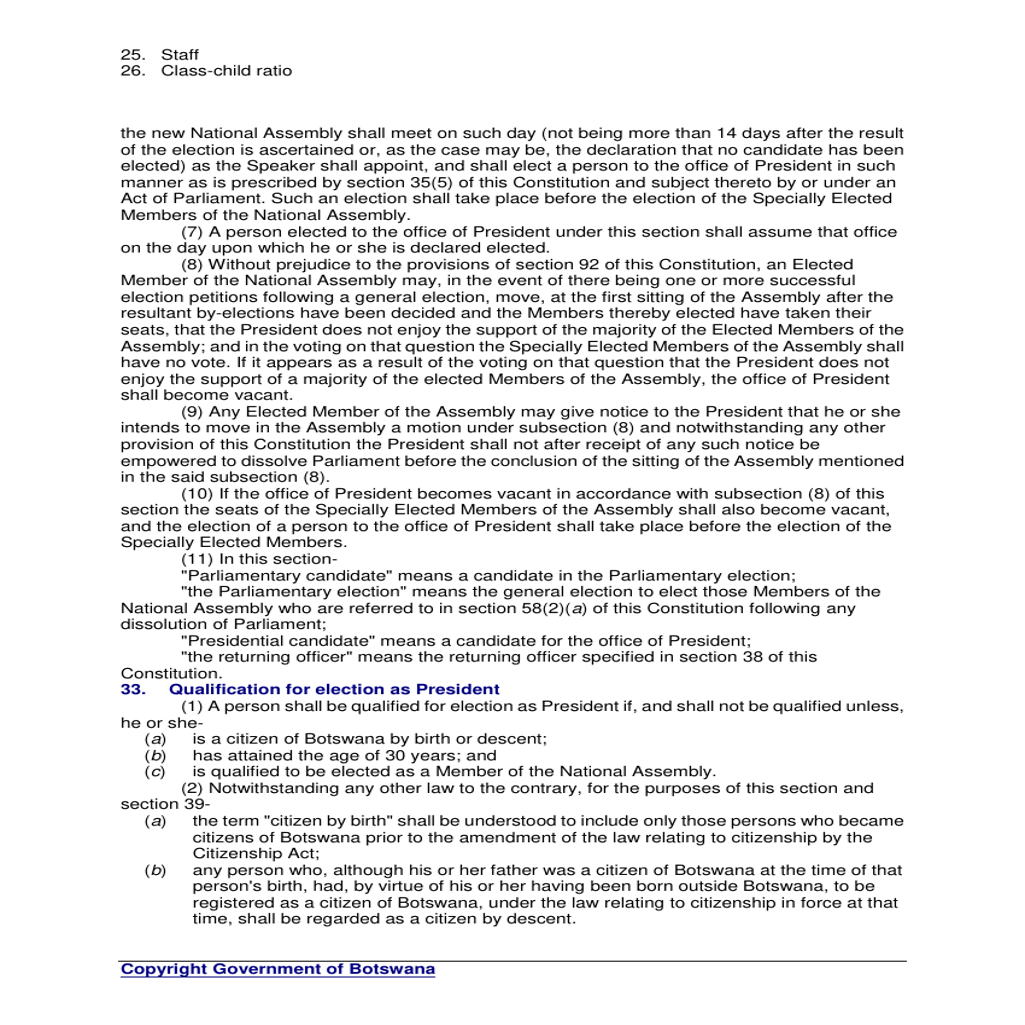 25. Staff
26. Class-child ratio
the new National Assembly shall meet on such day (not being more than 14 days after the result
of the election is ascertained or, as the case may be, the declaration that no candidate has been
elected) as the Speaker shall appoint, and shall elect a person to the office of President in such
manner as is prescribed by section 35(5) of this Constitution and subject thereto by or under an
Act of Parliament. Such an election shall take place before the election of the Specially Elected
Members of the National Assembly.
(7) A person elected to the office of President under this section shall assume that office
on the day upon which he or she is declared elected.
(8) Without prejudice to the provisions of section 92 of this Constitution, an Elected
Member of the National Assembly may, in the event of there being one or more successful
election petitions following a general election, move, at the first sitting of the Assembly after the
resultant by-elections have been decided and the Members thereby elected have taken their
seats, that the President does not enjoy the support of the majority of the Elected Members of the
Assembly; and in the voting on that question the Specially Elected Members of the Assembly shall
have no vote. If it appears as a result of the voting on that question that the President does not
enjoy the support of a majority of the elected Members of the Assembly, the office of President
shall become vacant.
(9) Any Elected Member of the Assembly may give notice to the President that he or she
intends to move in the Assembly a motion under subsection (8) and notwithstanding any other
provision of this Constitution the President shall not after receipt of any such notice be
empowered to dissolve Parliament before the conclusion of the sitting of the Assembly mentioned
in the said subsection (8).
(10) If the office of President becomes vacant in accordance with subsection (8) of this
section the seats of the Specially Elected Members of the Assembly shall also become vacant,
and the election of a person to the office of President shall take place before the election of the
Specially Elected Members.
(11) In this section-
"Parliamentary candidate" means a candidate in the Parliamentary election;
"the Parliamentary election" means the general election to elect those Members of the
National Assembly who are referred to in section 58(2)(a) of this Constitution following any
dissolution of Parliament;
"Presidential candidate" means a candidate for the office of President;
"the returning officer" means the returning officer specified in section 38 of this
Constitution.
33. Qualification for election as President
(1) A person shall be qualified for election as President if, and shall not be qualified unless,
he or she-
(a) is a citizen of Botswana by birth or descent;
(b) has attained the age of 30 years; and
(c) is qualified to be elected as a Member of the National Assembly.
(2) Notwithstanding any other law to the contrary, for the purposes of this section and
section 39-
(a) the term "citizen by birth" shall be understood to include only those persons who became
citizens of Botswana prior to the amendment of the law relating to citizenship by the
Citizenship Act;
(b) any person who, although his or her father was a citizen of Botswana at the time of that
person's birth, had, by virtue of his or her having been born outside Botswana, to be
registered as a citizen of Botswana, under the law relating to citizenship in force at that
time, shall be regarded as a citizen by descent.
Copyright Government of Botswana